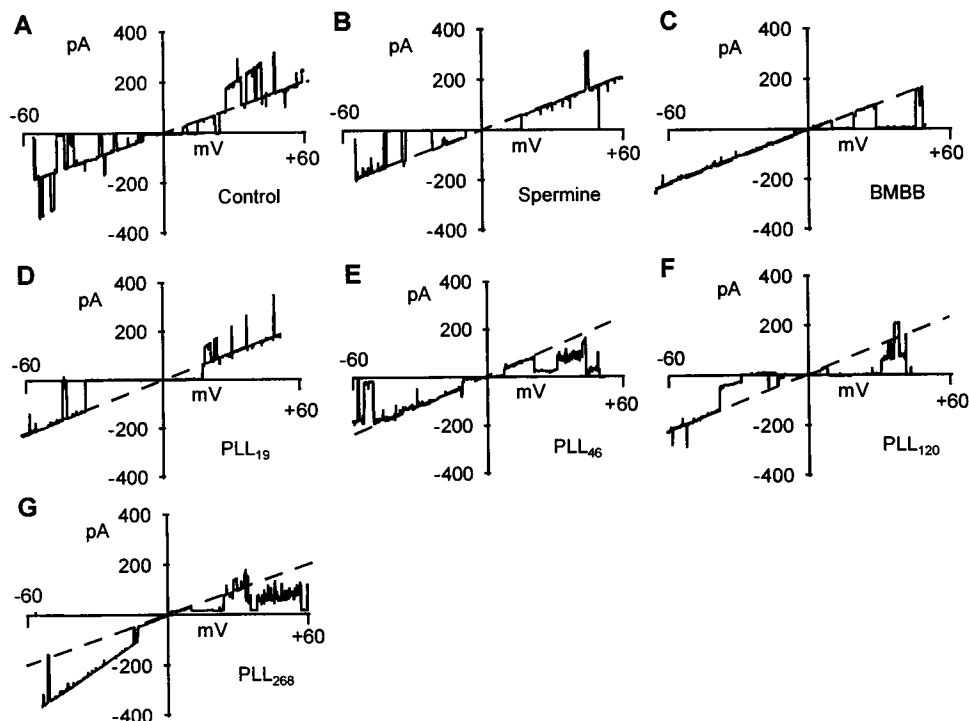 A
pA
400
200
-60
mV
+60
-200
-400
Control
B
pA
400
200
-60
mV
+60
-200
-400
Spermine
C
pA
400
200
-60
mV
+60
-200
-400
BMBB
D
pA
400
200
-60
mV
+60
-200
-400
PLL₁₉
E
pA
400
200
-60
mV
+60
-200
-400
PLL₄₆
F
pA
400
200
-60
mV
+60
-200
-400
PLL₁₂₀
G
pA
400
200
-60
mV
+60
-200
-400
PLL₂₆₈